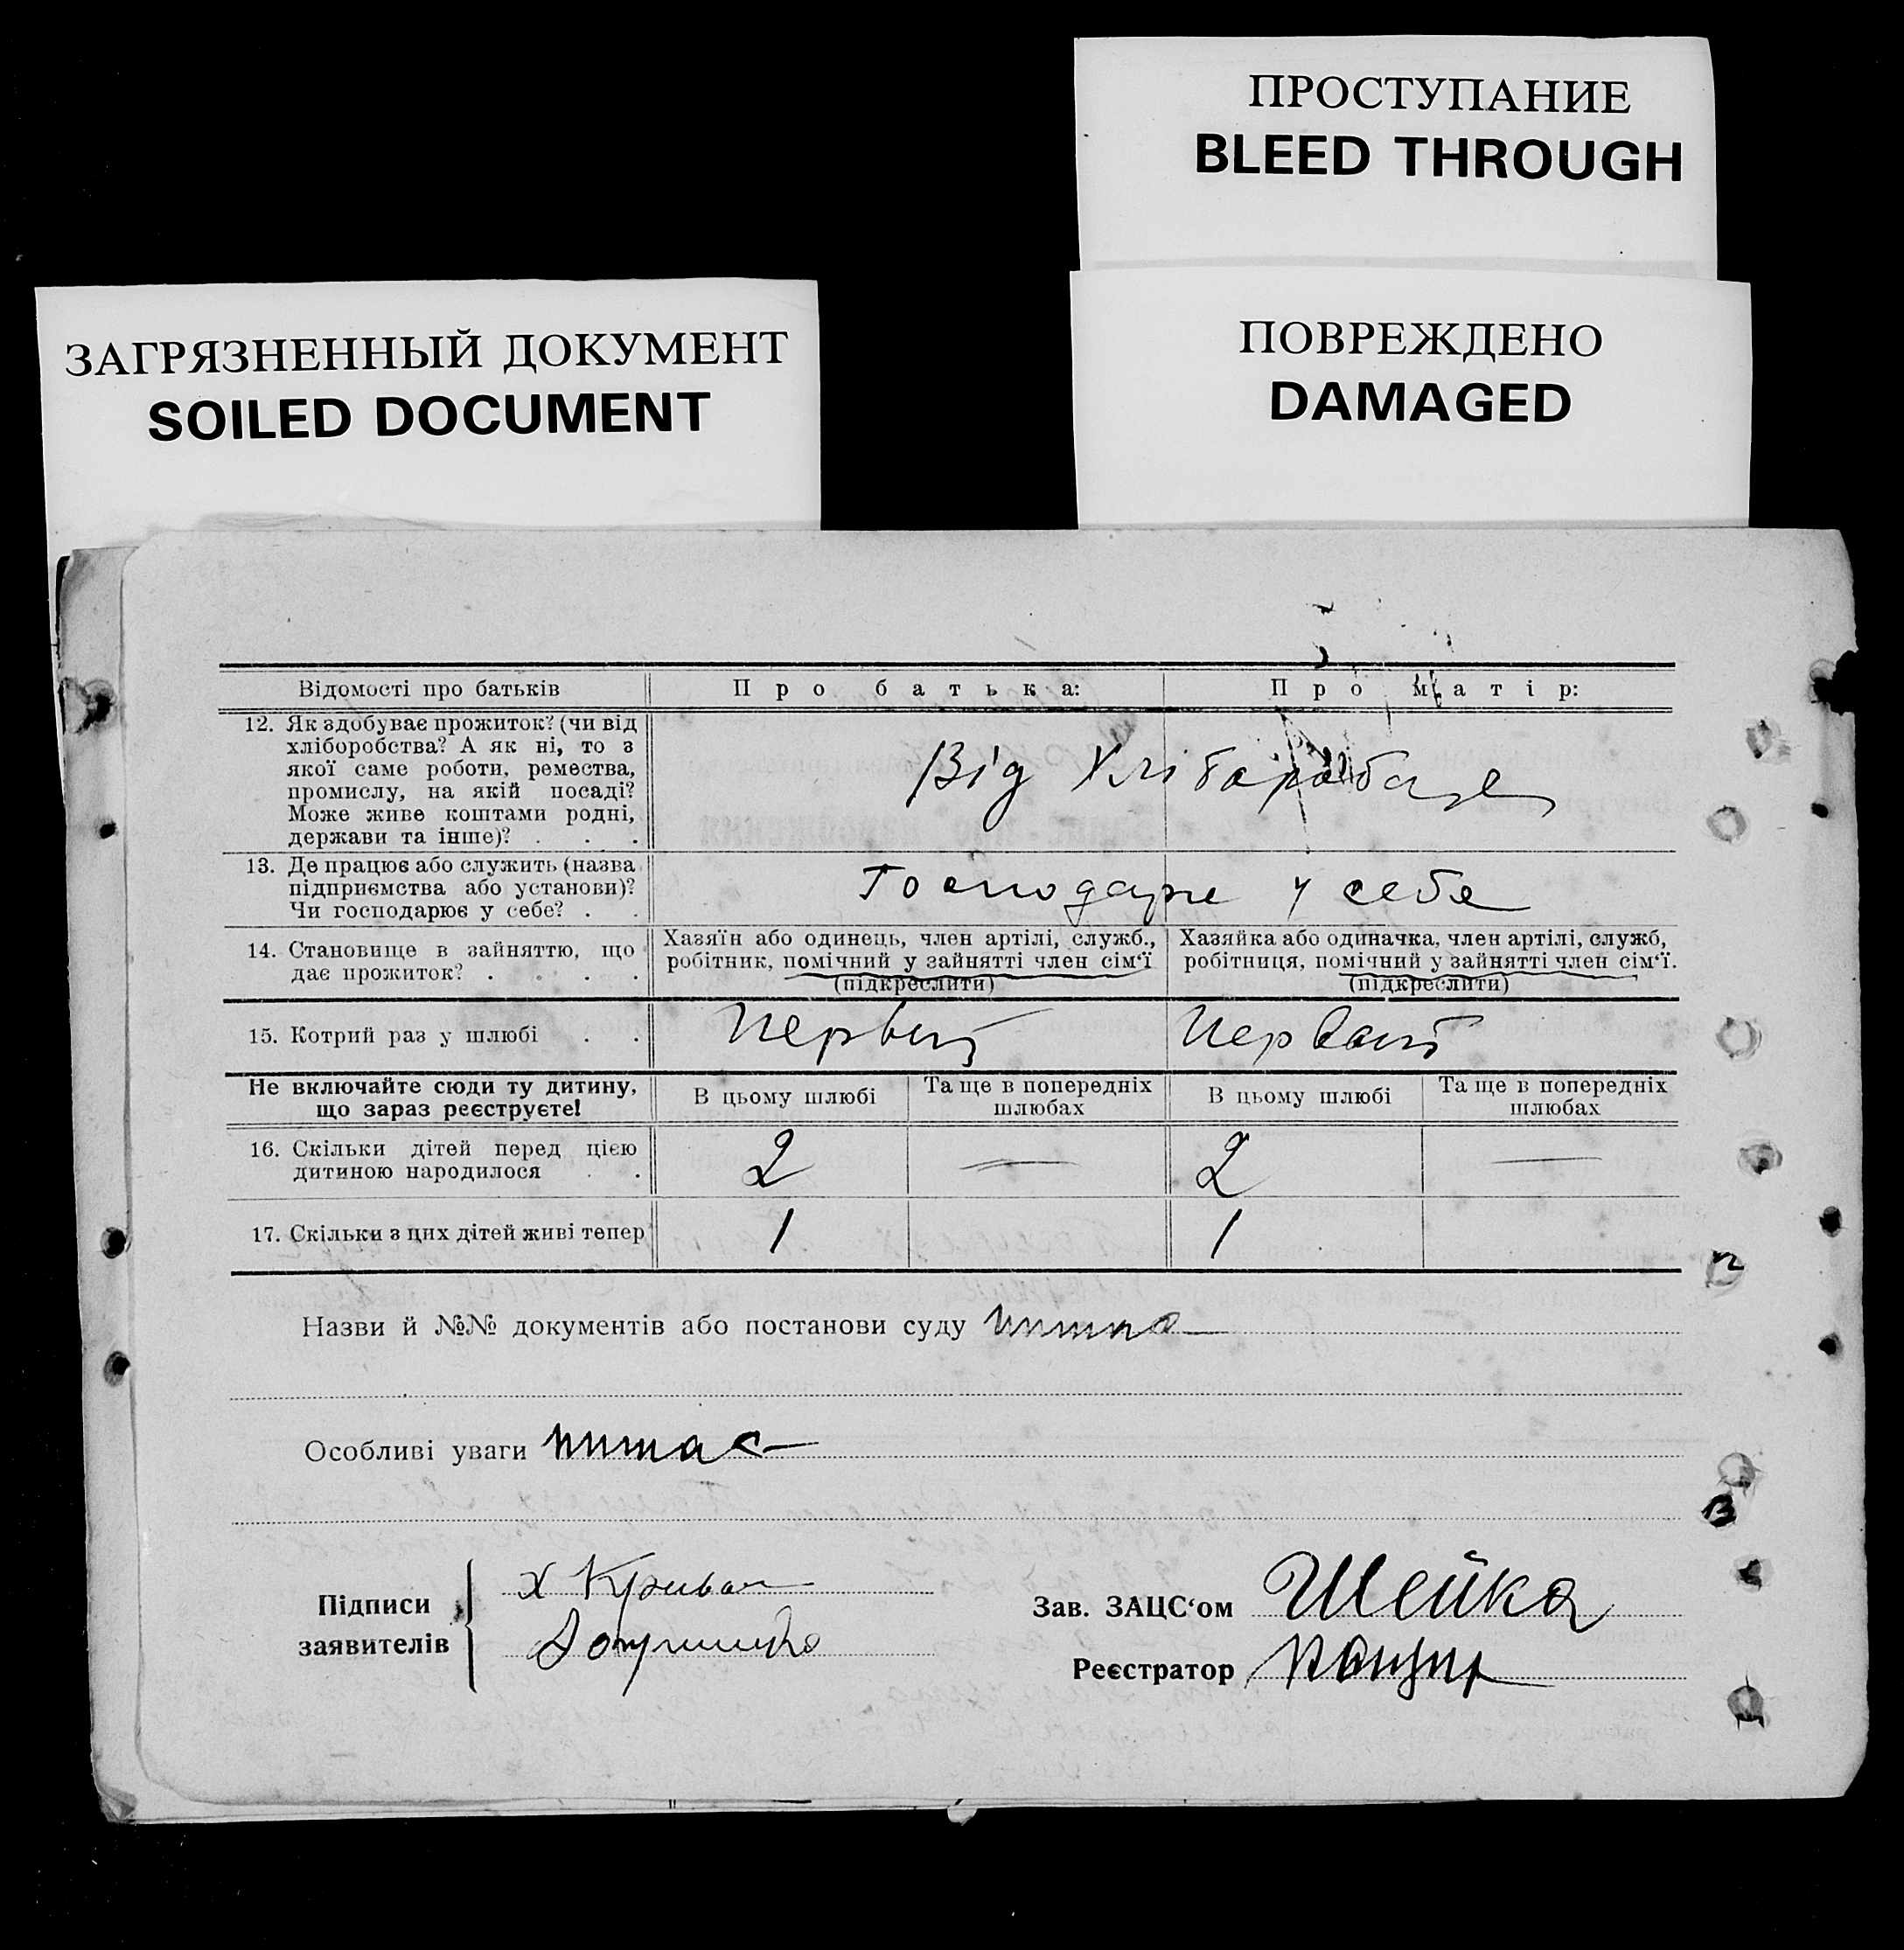 ПРОСТУПАНИЕ
BLEED THROUGH
ЗАГРЯЗНЕННЫЙ ДОКУМЕНТ
SOILED DOCUMENT
ПОВРЕЖДЕНО
DAMAGED
Відомості про батьків
Про батька:
Про матір:
12. Як здобуває прожиток? (чи від
хліборобства? А як ні, то з
якої саме роботи, ремества,
промислу, на якій посаді?
Може живе коштами родні,
держави та інше)? . . .
Від
13. Де працює або служить (назва
підприємства або установи)?
Чи господарює у себе? . .
у себе
14. Становище в зайняттю, що
дає прожиток? . . . .
Хазяїн або одинець, член артілі, служб.,
робітник, помічний у зайнятті член сім‘ї
(підкреслити)
Хазяйка або одиначка, член артілі, служб,
робітниця, помічний у зайнятті член сім‘ї.
(підкреслити)
15. Котрий раз у шлюбі . .
Первий
Первый
Не включайте сюди ту дитину,
що зараз реєструєте!
В цьому шлюбі
Та ще в попередніх
шлюбах
В цьому шлюбі
Та ще в попередніх
шлюбах
16. Скільки дітей перед цією
дитиною народилося . .
2
—
2
—
17. Скільки з цих дітей живі тепер
1
1
Назви й №№ документів або постанови суду
Особливі уваги
Підписи
заявителів
х
Зав. ЗАЦС‘ом Шейка
Реєстратор